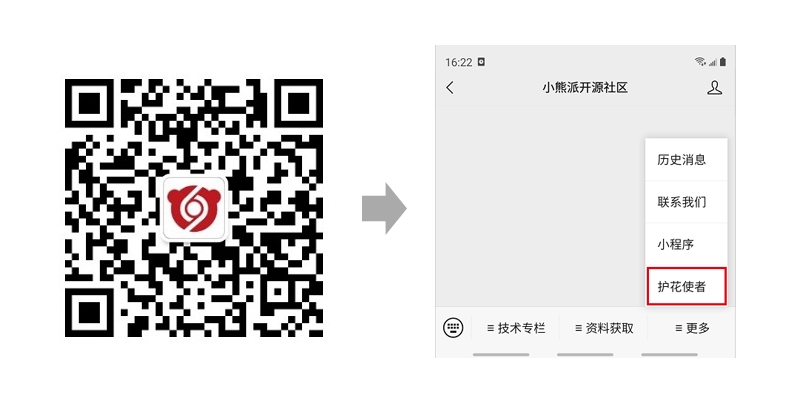 16:22
小熊派开源社区
历史消息
联系我们
小程序
护花使者
≡ 技术专栏
≡ 资料获取
≡ 更多